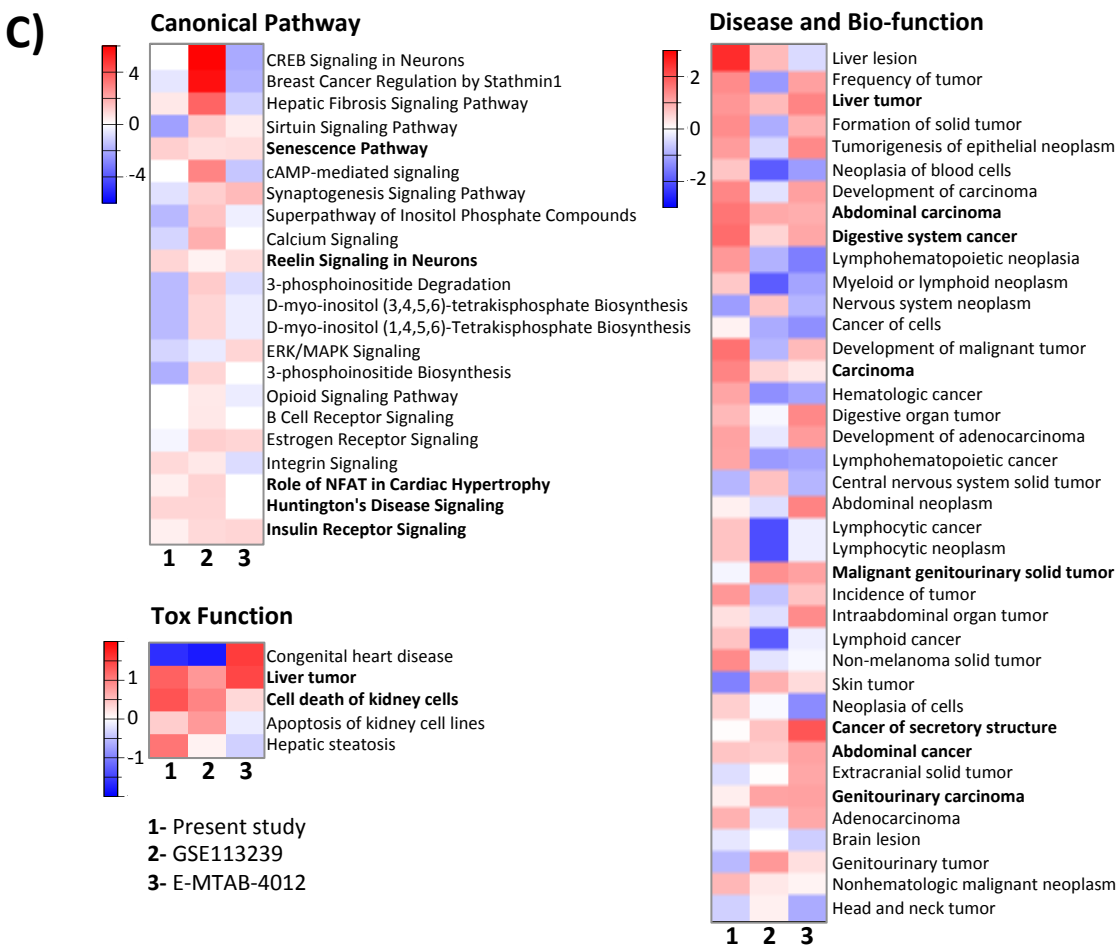 C)
Canonical Pathway
4
0
-4
CREB Signaling in Neurons
Breast Cancer Regulation by Stathmin1
Hepatic Fibrosis Signaling Pathway
Sirtuin Signaling Pathway
Senescence Pathway
cAMP-mediated signaling
Synaptogenesis Signaling Pathway
Superpathway of Inositol Phosphate Compounds
Calcium Signaling
Reelin Signaling in Neurons
3-phosphoinositide Degradation
D-myo-inositol (3,4,5,6)-tetrakisphosphate Biosynthesis
D-myo-inositol (1,4,5,6)-Tetrakisphosphate Biosynthesis
ERK/MAPK Signaling
3-phosphoinositide Biosynthesis
Opioid Signaling Pathway
B Cell Receptor Signaling
Estrogen Receptor Signaling
Integrin Signaling
Role of NFAT in Cardiac Hypertrophy
Huntington's Disease Signaling
Insulin Receptor Signaling
1 2 3
Tox Function
1
0
-1
Congenital heart disease
Liver tumor
Cell death of kidney cells
Apoptosis of kidney cell lines
Hepatic steatosis
1 2 3
1- Present study
2- GSE113239
3- E-MTAB-4012
Disease and Bio-function
2
0
-2
Liver lesion
Frequency of tumor
Liver tumor
Formation of solid tumor
Tumorigenesis of epithelial neoplasm
Neoplasia of blood cells
Development of carcinoma
Abdominal carcinoma
Digestive system cancer
Lymphohematopoietic neoplasia
Myeloid or lymphoid neoplasm
Nervous system neoplasm
Cancer of cells
Development of malignant tumor
Carcinoma
Hematologic cancer
Digestive organ tumor
Development of adenocarcinoma
Lymphohematopoietic cancer
Central nervous system solid tumor
Abdominal neoplasm
Lymphocytic cancer
Lymphocytic neoplasm
Malignant genitourinary solid tumor
Incidence of tumor
Intraabdominal organ tumor
Lymphoid cancer
Non-melanoma solid tumor
Skin tumor
Neoplasia of cells
Cancer of secretory structure
Abdominal cancer
Extracranial solid tumor
Genitourinary carcinoma
Adenocarcinoma
Brain lesion
Genitourinary tumor
Nonhematologic malignant neoplasm
Head and neck tumor
1 2 3